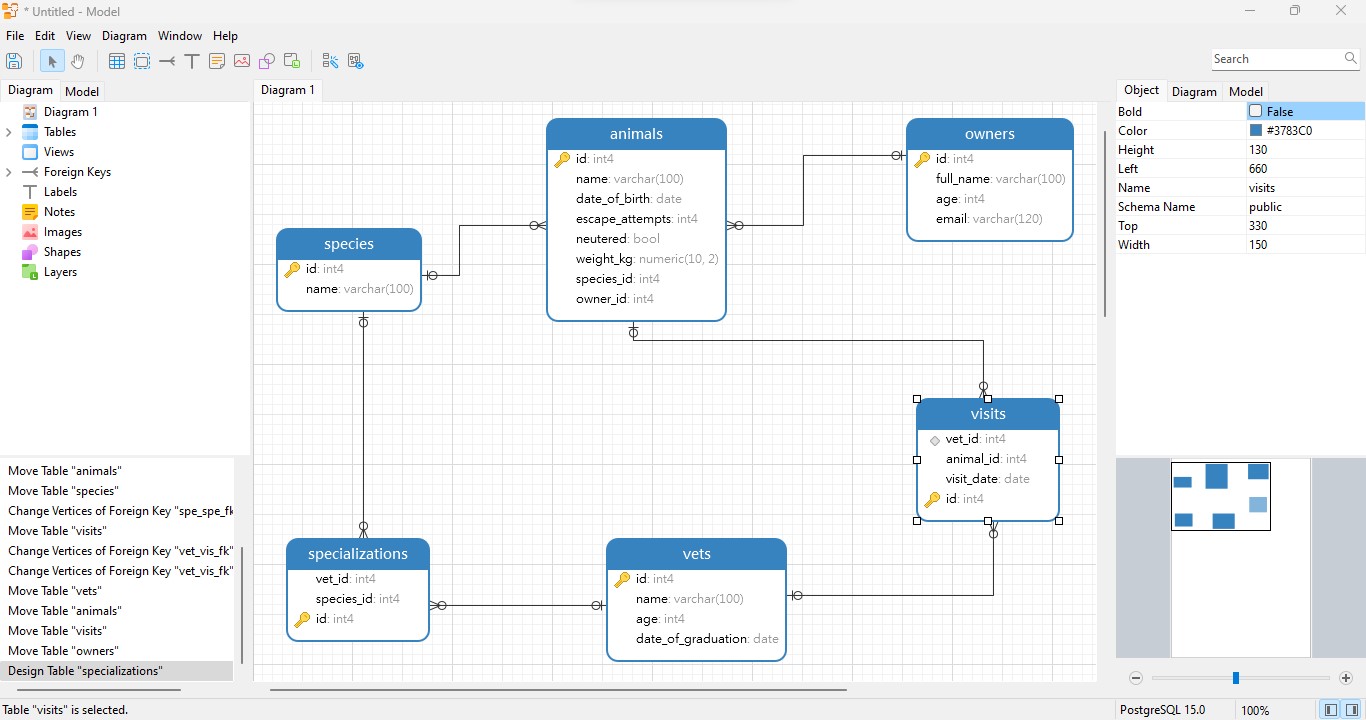 * Untitled - Model
File Edit View Diagram Window Help
Search
Diagram Model
Diagram 1
Tables
Views
Foreign Keys
Labels
Notes
Images
Shapes
Layers
Move Table "animals"
Move Table "species"
Change Vertices of Foreign Key "spe_spe_fk
Move Table "visits"
Change Vertices of Foreign Key "vet_vis_fk"
Change Vertices of Foreign Key "vet_vis_fk"
Move Table "vets"
Move Table "animals"
Move Table "visits"
Move Table "owners"
Design Table "specializations"
Diagram 1
animals
id: int4
name: varchar(100)
date_of_birth: date
escape_attempts: int4
neutered: bool
weight_kg: numeric(10, 2)
species_id: int4
owner_id: int4
owners
id: int4
full_name: varchar(100)
age: int4
email: varchar(120)
species
id: int4
name: varchar(100)
visits
vet_id: int4
animal_id: int4
visit_date: date
id: int4
specializations
vet_id: int4
species_id: int4
id: int4
vets
id: int4
name: varchar(100)
age: int4
date_of_graduation: date
Object Diagram Model
Bold False
Color #3783C0
Height 130
Left 660
Name visits
Schema Name public
Top 330
Width 150
Table "visits" is selected.
PostgreSQL 15.0 100%